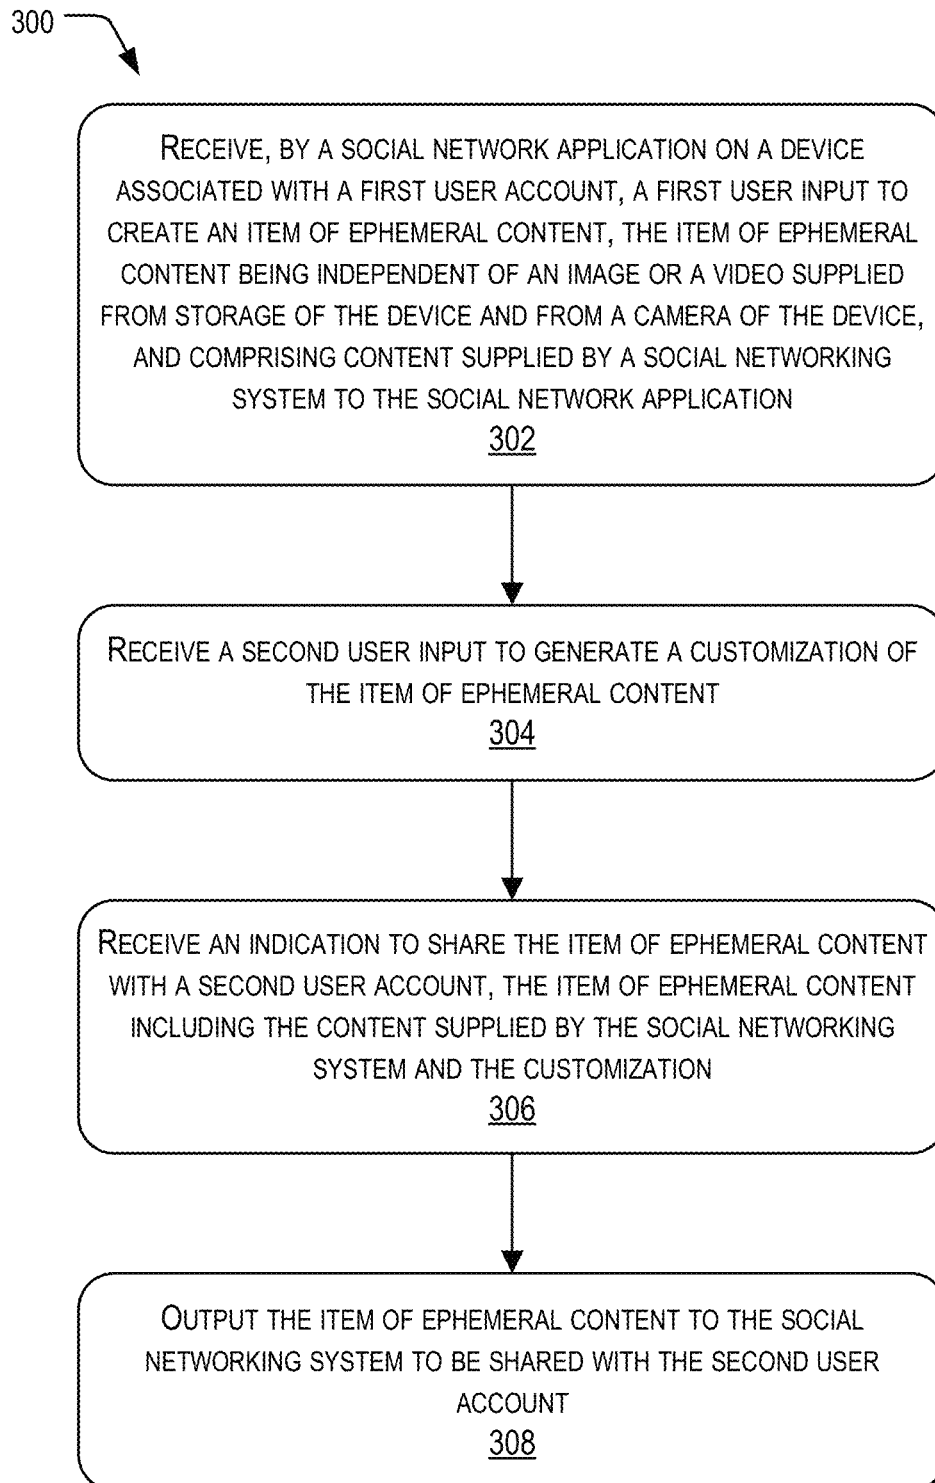 300
RECEIVE, BY A SOCIAL NETWORK APPLICATION ON A DEVICE
ASSOCIATED WITH A FIRST USER ACCOUNT, A FIRST USER INPUT TO
CREATE AN ITEM OF EPHEMERAL CONTENT, THE ITEM OF EPHEMERAL
CONTENT BEING INDEPENDENT OF AN IMAGE OR A VIDEO SUPPLIED
FROM STORAGE OF THE DEVICE AND FROM A CAMERA OF THE DEVICE,
AND COMPRISING CONTENT SUPPLIED BY A SOCIAL NETWORKING
SYSTEM TO THE SOCIAL NETWORK APPLICATION
302
RECEIVE A SECOND USER INPUT TO GENERATE A CUSTOMIZATION OF
THE ITEM OF EPHEMERAL CONTENT
304
RECEIVE AN INDICATION TO SHARE THE ITEM OF EPHEMERAL CONTENT
WITH A SECOND USER ACCOUNT, THE ITEM OF EPHEMERAL CONTENT
INCLUDING THE CONTENT SUPPLIED BY THE SOCIAL NETWORKING
SYSTEM AND THE CUSTOMIZATION
306
OUTPUT THE ITEM OF EPHEMERAL CONTENT TO THE SOCIAL
NETWORKING SYSTEM TO BE SHARED WITH THE SECOND USER
ACCOUNT
308